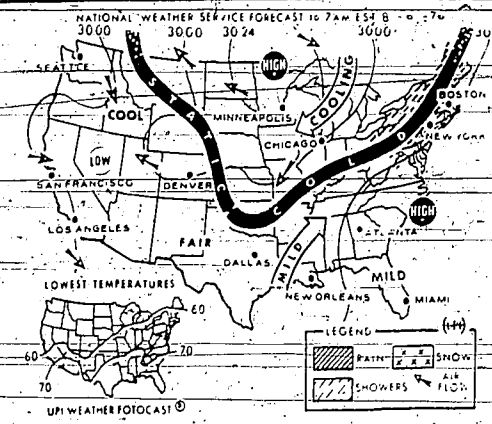 NATIONAL WEATHER SERVICE FORECAST to 7AM EST 8
30.00 30.00 30.24 30.00
SEATTLE
HIGH
COOLING
BOSTON
COOL
MINNEAPOLIS
NEW YORK
STATIC
CHICAGO
COLD
LOW
SAN FRANCISCO
DENVER
HIGH
LOS ANGELES
FAIR
ATLANTA
DALLAS
MILD
MILD
NEW ORLEANS
MIAMI
LOWEST TEMPERATURES
60
70
60
70
LEGEND
RAIN
SNOW
SHOWERS
AIR FLOW
UPI WEATHER FOTOCAST ®